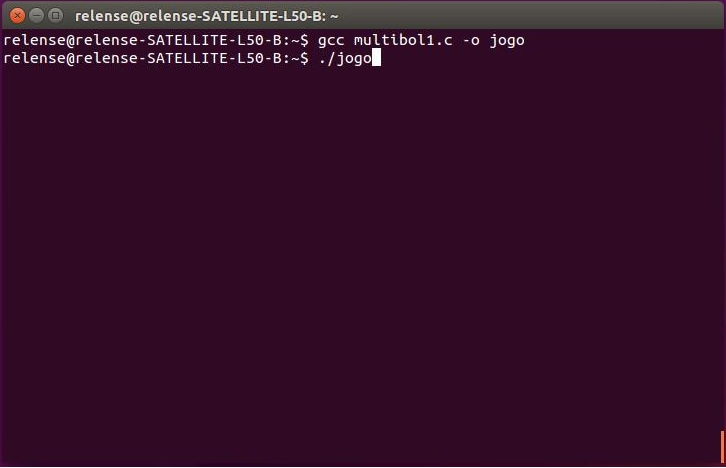 relense@relense-SATELLITE-L50-B: ~
relense@relense-SATELLITE-L50-B:~$ gcc multibol1.c -o jogo
relense@relense-SATELLITE-L50-B:~$ ./jogo